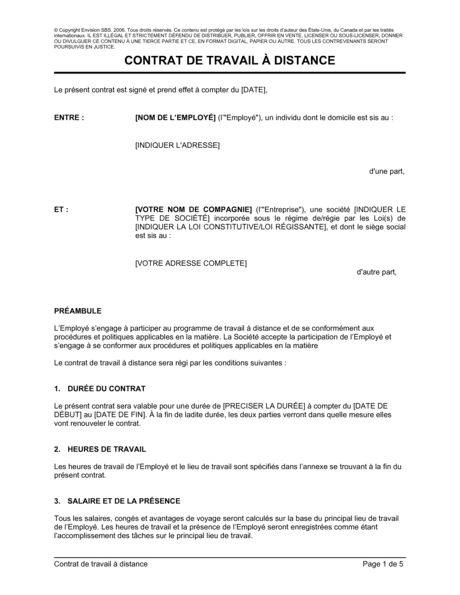 © Copyright Envision SBS. 2006. Tous droits réservés. Ce contenu est protégé par les lois sur les droits d'auteur des États-Unis, du Canada et par les traités
internationaux. IL EST ILLÉGAL ET STRICTEMENT DÉFENDU DE DISTRIBUER, PUBLIER, OFFRIR EN VENTE, LICENSER OU SOUS-LICENSER, DONNER
OU DIVULGUER CE CONTENU À UNE TIERCE PARTIE ET CE, EN FORMAT DIGITAL, PAPIER OU AUTRE. TOUS LES CONTREVENANTS SERONT
POURSUIVIS EN JUSTICE.
CONTRAT DE TRAVAIL À DISTANCE
Le présent contrat est signé et prend effet à compter du [DATE],
ENTRE : [NOM DE L'EMPLOYÉ] (l'"Employé"), un individu dont le domicile est sis au :
[INDIQUER L'ADRESSE]
d'une part,
ET : [VOTRE NOM DE COMPAGNIE] (l'"Entreprise"), une société [INDIQUER LE
TYPE DE SOCIÉTÉ] incorporée sous le régime de/régie par les Loi(s) de
[INDIQUER LA LOI CONSTITUTIVE/LOI RÉGISSANTE], et dont le siège social
est sis au :
[VOTRE ADRESSE COMPLETE]
d'autre part,
PRÉAMBULE
L'Employé s'engage à participer au programme de travail à distance et de se conformément aux
procédures et politiques applicables en la matière. La Société accepte la participation de l'Employé et
s'engage à se conformer aux procédures et politiques applicables en la matière
Le contrat de travail à distance sera régi par les conditions suivantes :
1. DURÉE DU CONTRAT
Le présent contrat sera valable pour une durée de [PRECISER LA DURÉE] à compter du [DATE DE
DÉBUT] au [DATE DE FIN]. À la fin de ladite durée, les deux parties verront dans quelle mesure elles
vont renouveler le contrat.
2. HEURES DE TRAVAIL
Les heures de travail de l'Employé et le lieu de travail sont spécifiés dans l'annexe se trouvant à la fin du
présent contrat.
3. SALAIRE ET DE LA PRÉSENCE
Tous les salaires, congés et avantages de voyage seront calculés sur la base du principal lieu de travail
de l'Employé. Les heures de travail et la présence de l'Employé seront enregistrées comme étant
l'accomplissement des tâches sur le principal lieu de travail.
Contrat de travail à distance Page 1 de 5